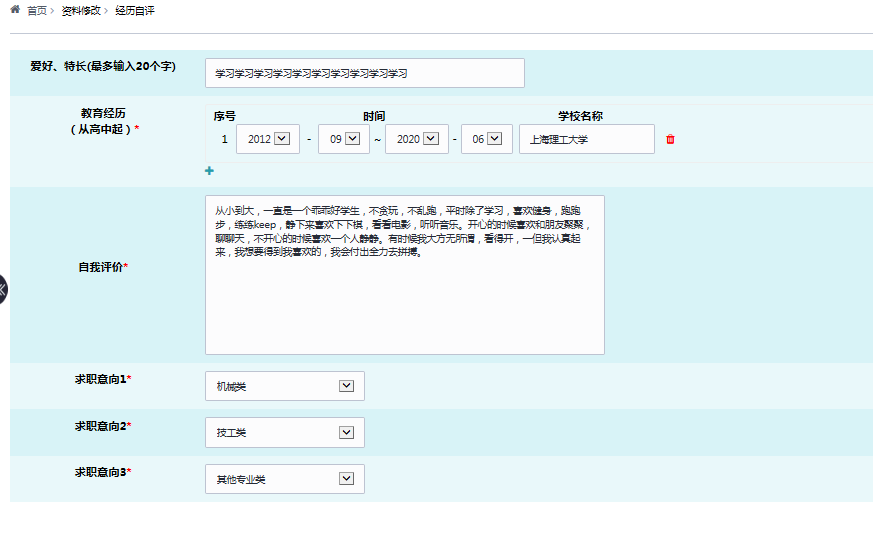 首页 > 资料修改 > 经历自评
爱好、特长(最多输入20个字)
学习学习学习学习学习学习学习学习学习学习
教育经历
（从高中起）*
序号 时间 学校名称
1 2012 - 09 ~ 2020 - 06 上海理工大学
+
自我评价*
从小到大，一直是一个乖乖好学生，不贪玩，不乱跑，平时除了学习，喜欢健身，跑跑
步，练练keep，静下来喜欢下下棋，看看电影，听听音乐。开心的时候喜欢和朋友聚聚，
聊聊天，不开心的时候喜欢一个人静静。有时候我大方无所谓，看得开，一但我认真起
来，我想要得到我喜欢的，我会付出全力去拼搏。
求职意向1*
机械类
求职意向2*
技工类
求职意向3*
其他专业类